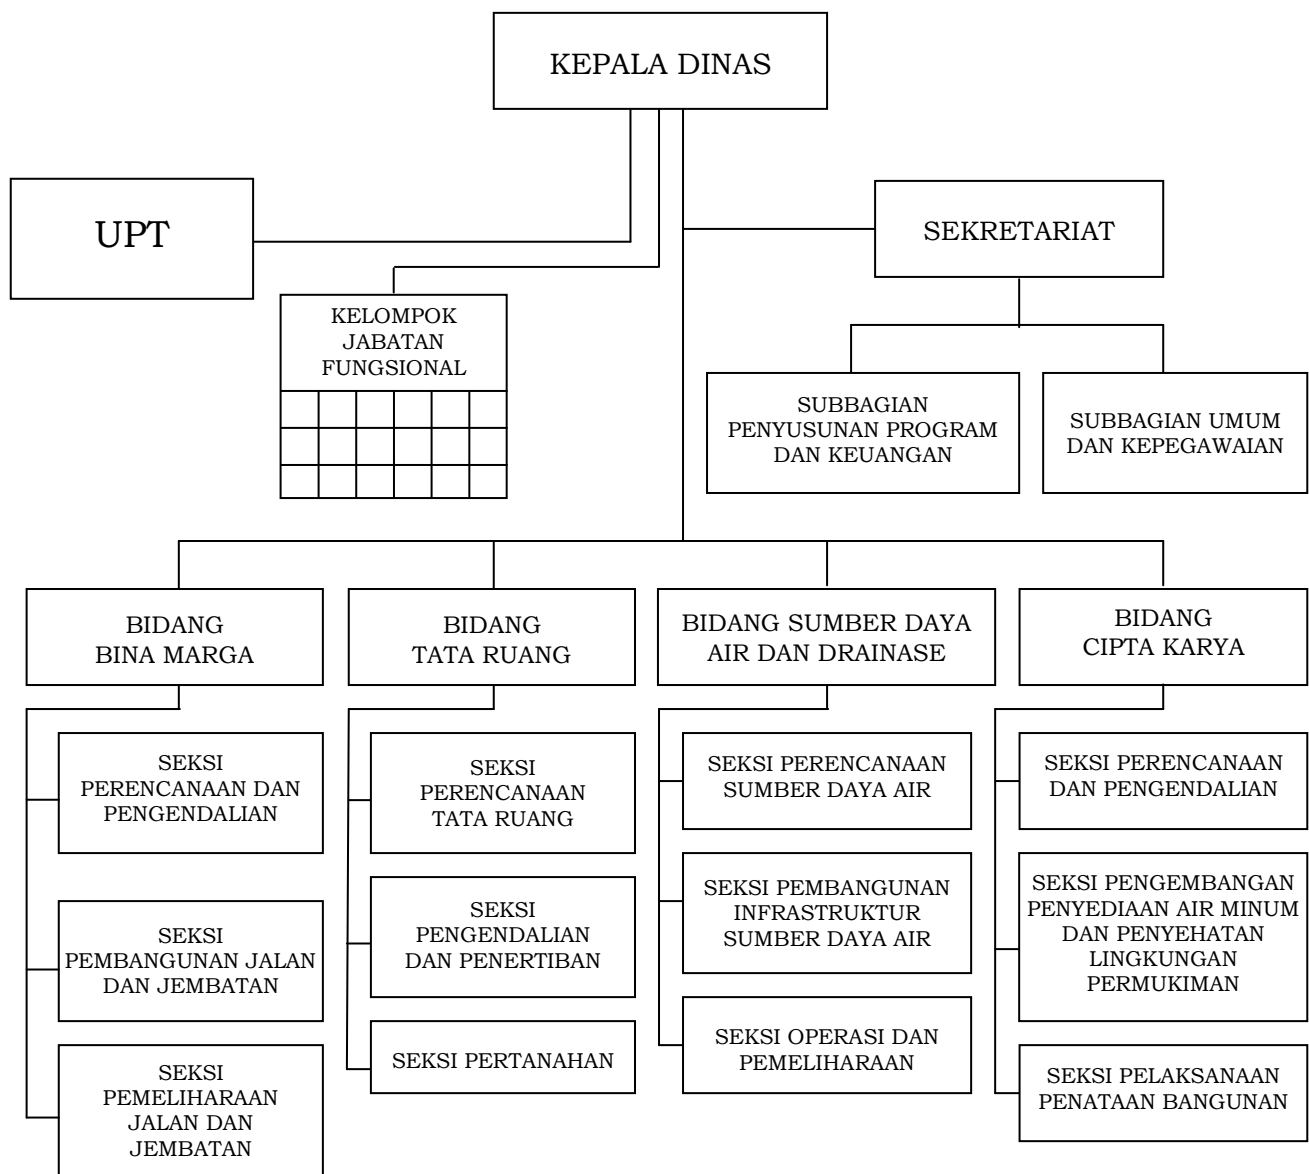 KEPALA DINAS
UPT
SEKRETARIAT
KELOMPOK
JABATAN
FUNGSIONAL
SUBBAGIAN
PENYUSUNAN PROGRAM
DAN KEUANGAN
SUBBAGIAN UMUM
DAN KEPEGAWAIAN
BIDANG
BINA MARGA
BIDANG
TATA RUANG
BIDANG SUMBER DAYA
AIR DAN DRAINASE
BIDANG
CIPTA KARYA
SEKSI
PERENCANAAN DAN
PENGENDALIAN
SEKSI
PEMBANGUNAN JALAN
DAN JEMBATAN
SEKSI
PEMELIHARAAN
JALAN DAN
JEMBATAN
SEKSI
PERENCANAAN
TATA RUANG
SEKSI
PENGENDALIAN
DAN PENERTIBAN
SEKSI PERTANAHAN
SEKSI PERENCANAAN
SUMBER DAYA AIR
SEKSI PEMBANGUNAN
INFRASTRUKTUR
SUMBER DAYA AIR
SEKSI OPERASI DAN
PEMELIHARAAN
SEKSI PERENCANAAN
DAN PENGENDALIAN
SEKSI PENGEMBANGAN
PENYEDIAAN AIR MINUM
DAN PENYEHATAN
LINGKUNGAN
PERMUKIMAN
SEKSI PELAKSANAAN
PENATAAN BANGUNAN